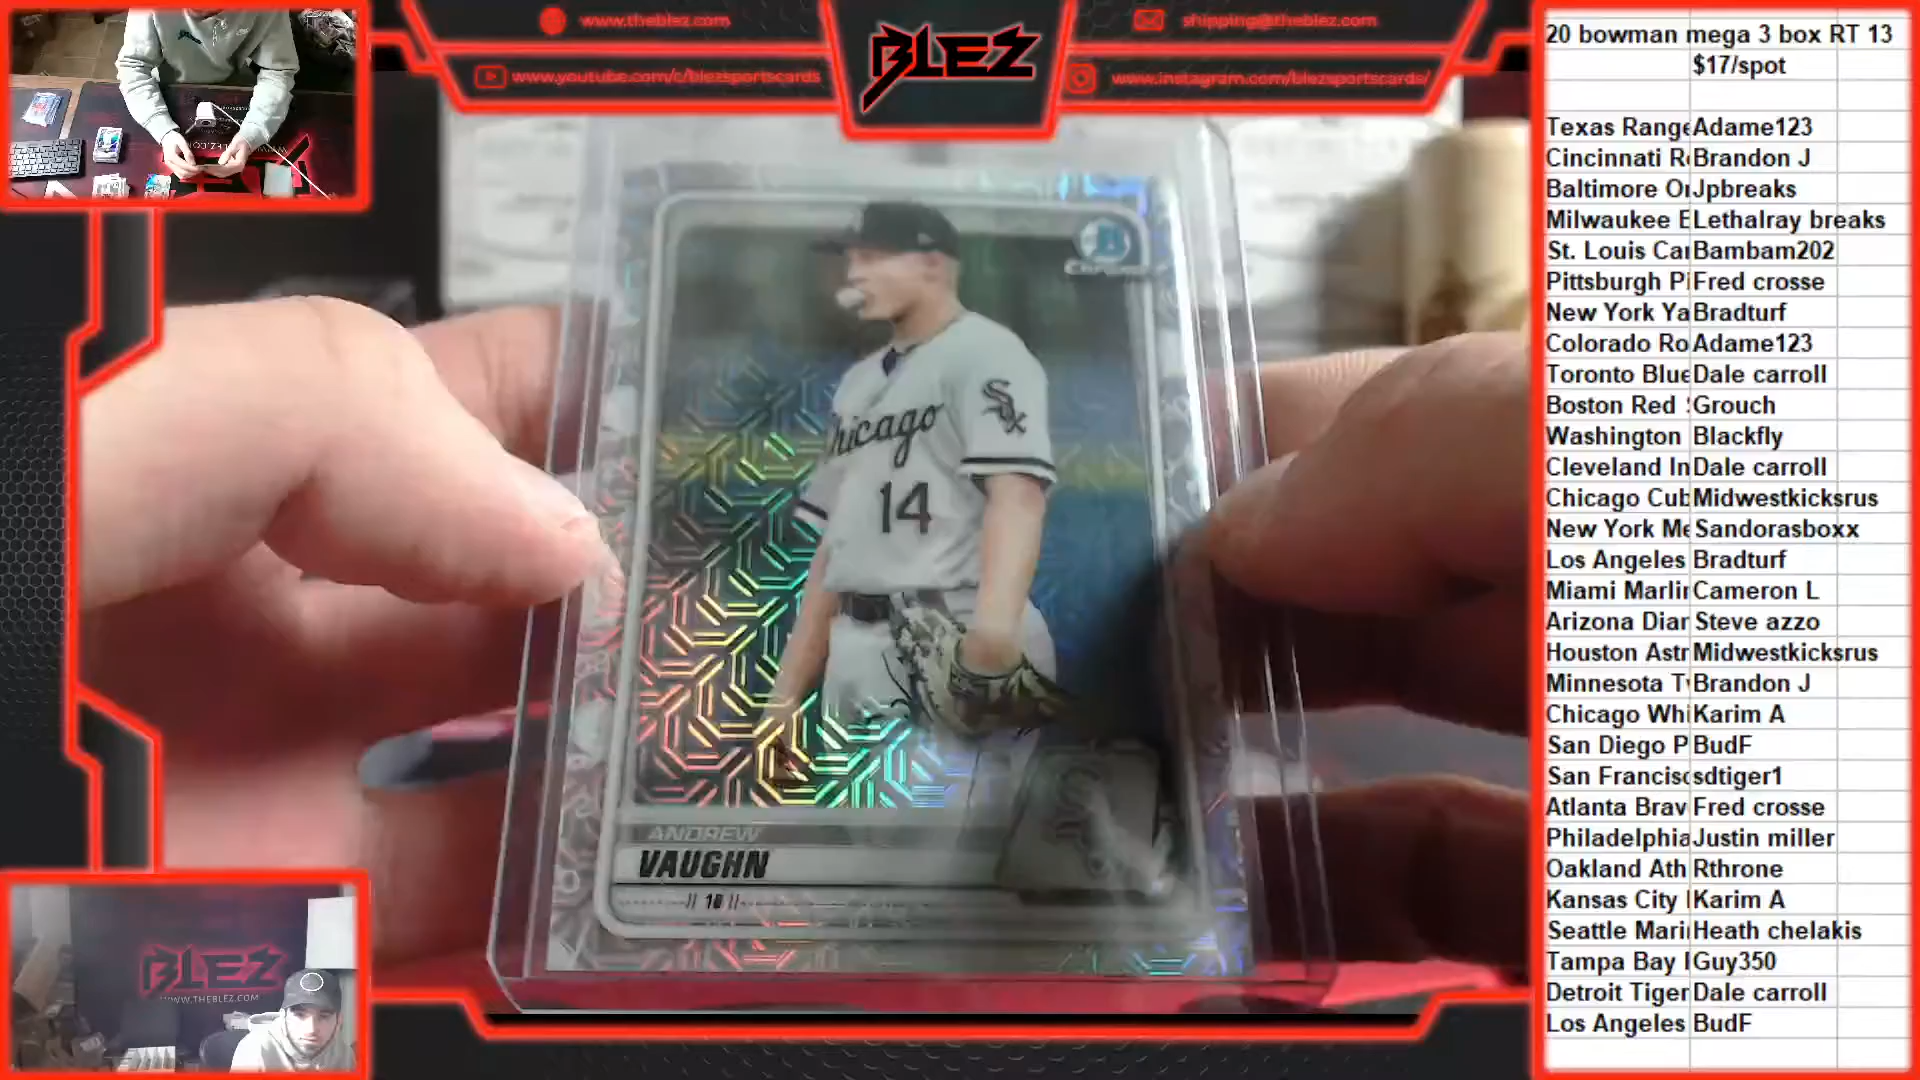 www.theblez.com
BLEZ
shipping@theblez.com
www.youtube.com/c/blezsportscards
www.instagram.com/blezsportscards/
20 bowman mega 3 box RT 13
$17/spot
Texas Range Adame123
Cincinnati R Brandon J
Baltimore O Jpbreaks
Milwaukee Lethalray breaks
St. Louis Ca Bambam202
Pittsburgh P Fred crosse
New York Ya Bradturf
Colorado Ro Adame123
Toronto Blue Dale carroll
Boston Red Grouch
Washington Blackfly
Cleveland In Dale carroll
Chicago Cub Midwestkicksrus
New York Me Sandorasboxx
Los Angeles Bradturf
Miami Marlin Cameron L
Arizona Diar Steve azzo
Houston Astr Midwestkicksrus
Minnesota T Brandon J
Chicago Whi Karim A
San Diego P BudF
San Francisc sdtiger1
Atlanta Brav Fred crosse
Philadelphia Justin miller
Oakland Ath Rthrone
Kansas City Karim A
Seattle Mari Heath chelakis
Tampa Bay Guy350
Detroit Tiger Dale carroll
Los Angeles BudF
B
Chrome
Sox
Chicago
14
ANDREW
VAUGHN
// 1B //
BLEZ
WWW.THEBLEZ.COM